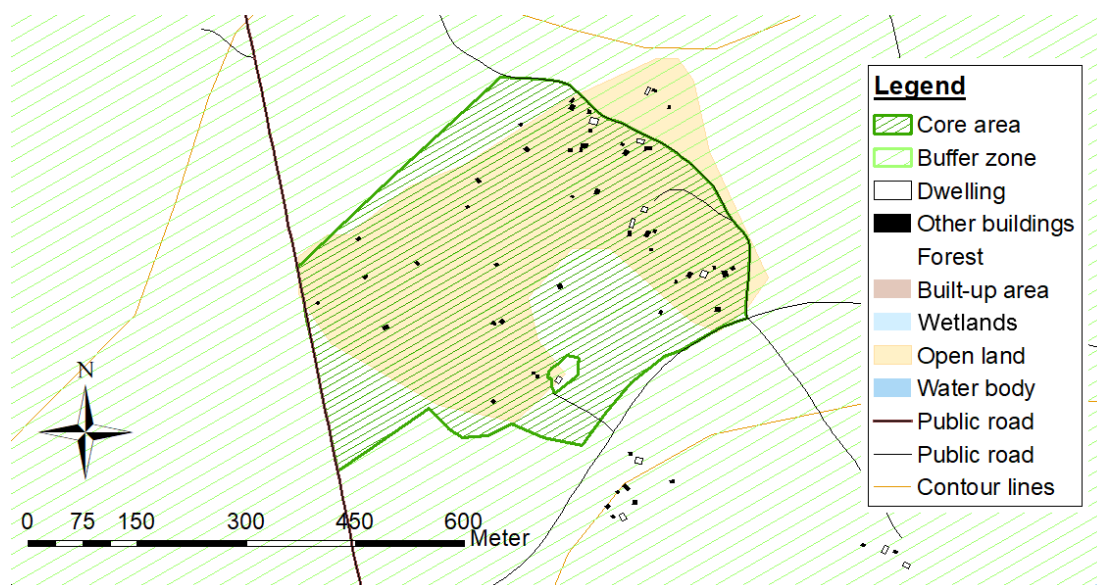 Legend
Core area
Buffer zone
Dwelling
Other buildings
Forest
Built-up area
Wetlands
Open land
Water body
Public road
Public road
Contour lines
N
0 75 150 300 450 600
Meter